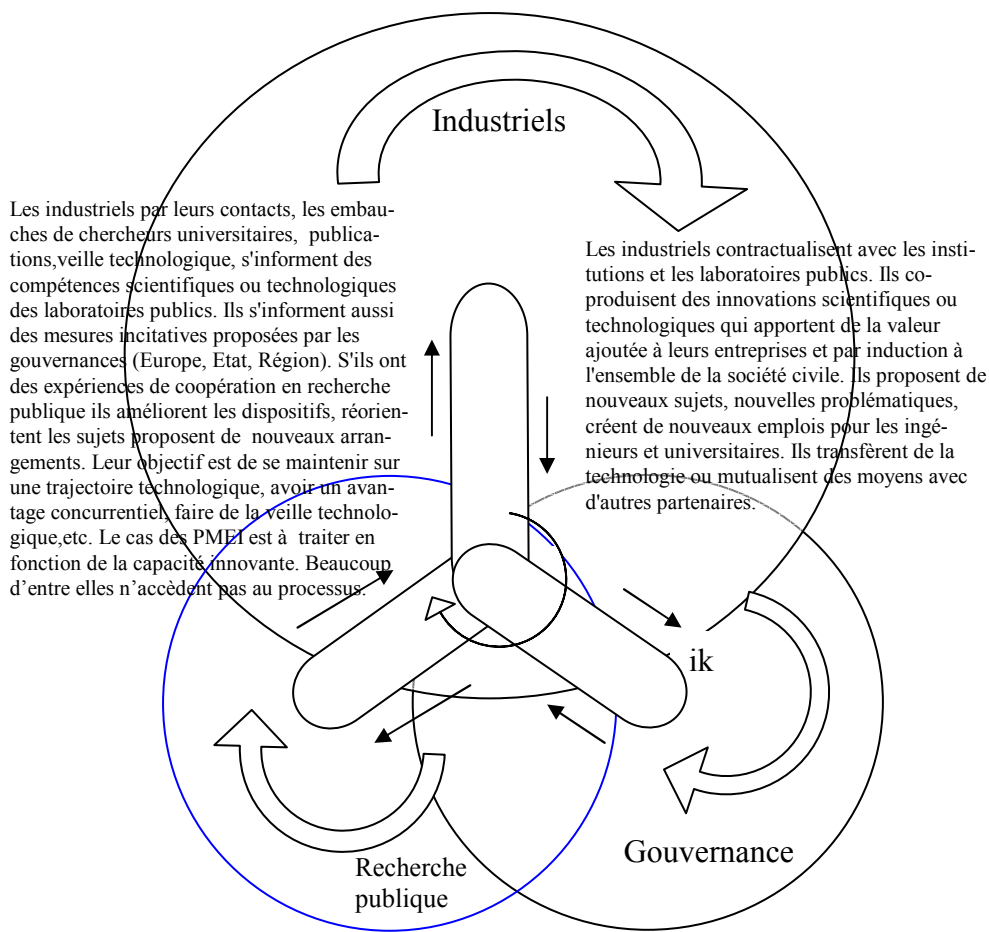 Industriels
Les industriels par leurs contacts, les embau-
ches de chercheurs universitaires,  publica-
tions,veille technologique, s'informent des
compétences scientifiques ou technologiques
des laboratoires publics. Ils s'informent aussi
des mesures incitatives proposées par les
gouvernances (Europe, Etat, Région). S'ils ont
des expériences de coopération en recherche
publique ils améliorent les dispositifs, réorien-
tent les sujets proposent de  nouveaux arran-
gements. Leur objectif est de se maintenir sur
une trajectoire technologique, avoir un avan-
tage concurrentiel, faire de la veille technolo-
gique,etc. Le cas des PMEI est à  traiter en
fonction de la capacité innovante. Beaucoup
d’entre elles n’accèdent pas au processus.
Les industriels contractualisent avec les insti-
tutions et les laboratoires publics. Ils co-
produisent des innovations scientifiques ou
technologiques qui apportent de la valeur
ajoutée à leurs entreprises et par induction à
l'ensemble de la société civile. Ils proposent de
nouveaux sujets, nouvelles problématiques,
créent de nouveaux emplois pour les ingé-
nieurs et universitaires. Ils transfèrent de la
technologie ou mutualisent des moyens avec
d'autres partenaires.
ik
Gouvernance
Recherche
publique